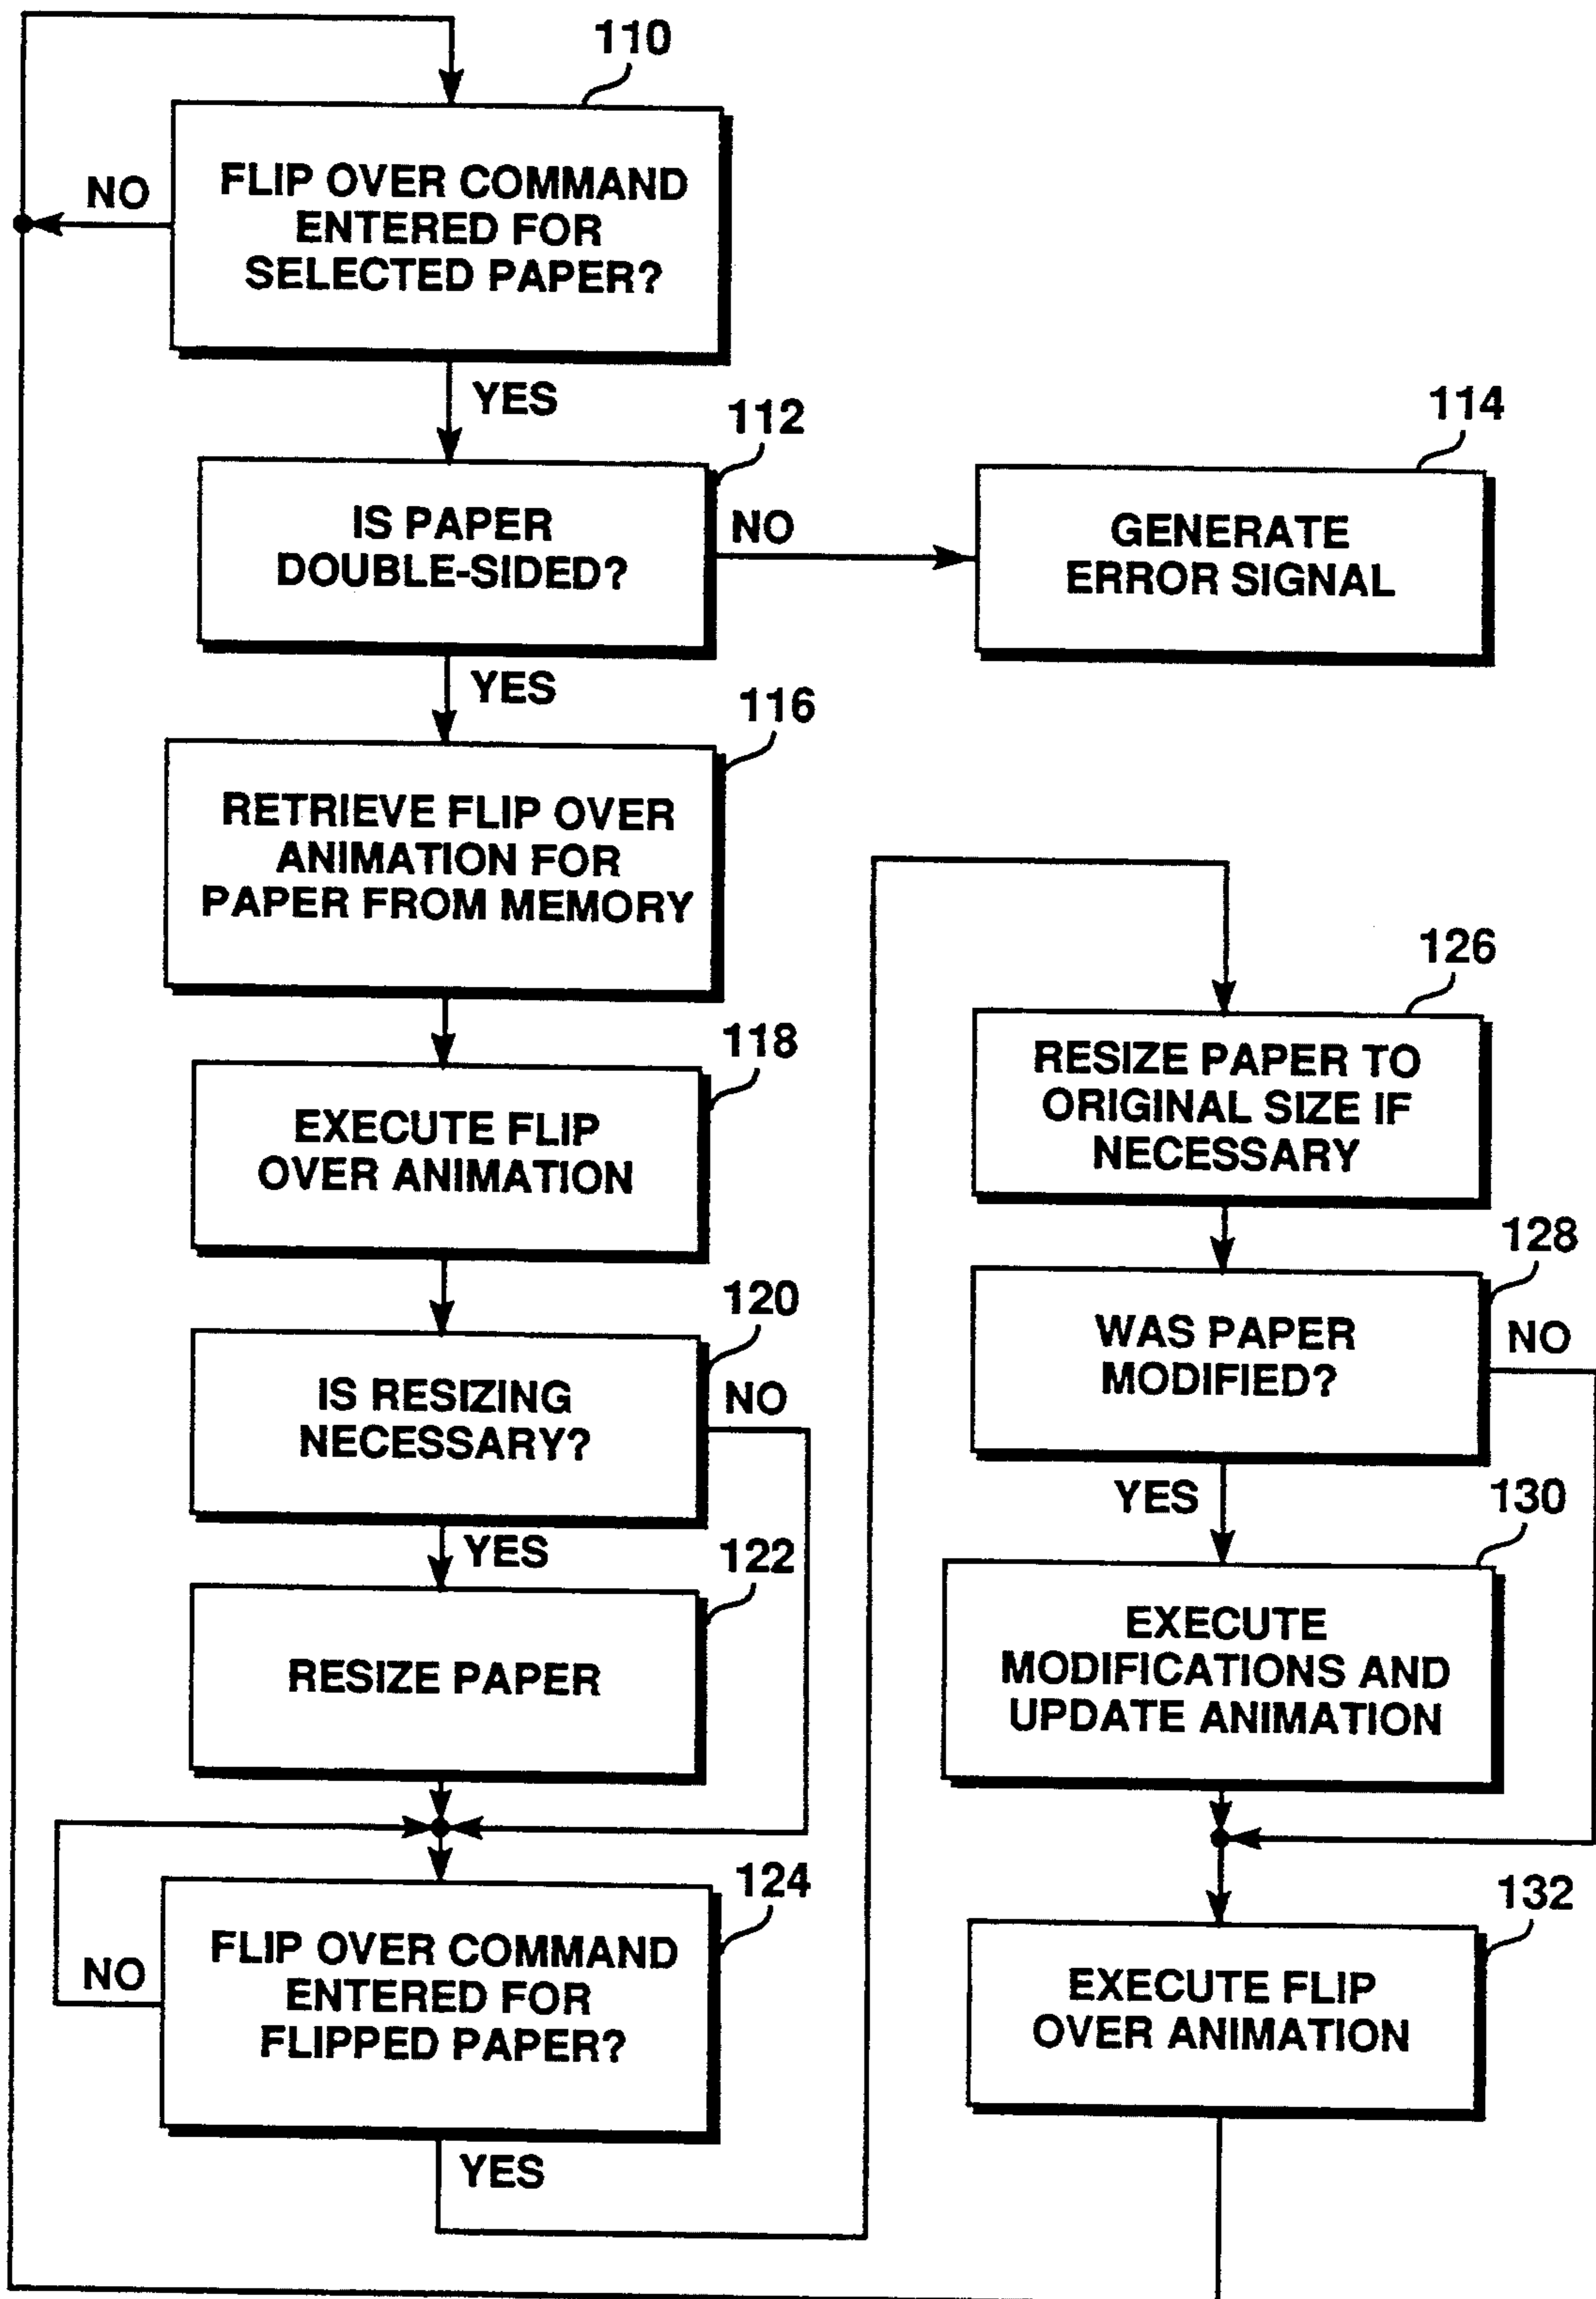 110
FLIP OVER COMMAND
ENTERED FOR
SELECTED PAPER?
NO
YES
112
IS PAPER
DOUBLE-SIDED?
NO
114
GENERATE
ERROR SIGNAL
YES
116
RETRIEVE FLIP OVER
ANIMATION FOR
PAPER FROM MEMORY
118
EXECUTE FLIP
OVER ANIMATION
120
IS RESIZING
NECESSARY?
NO
YES
122
RESIZE PAPER
124
FLIP OVER COMMAND
ENTERED FOR
FLIPPED PAPER?
NO
YES
126
RESIZE PAPER TO
ORIGINAL SIZE IF
NECESSARY
128
WAS PAPER
MODIFIED?
NO
YES
130
EXECUTE
MODIFICATIONS AND
UPDATE ANIMATION
132
EXECUTE FLIP
OVER ANIMATION